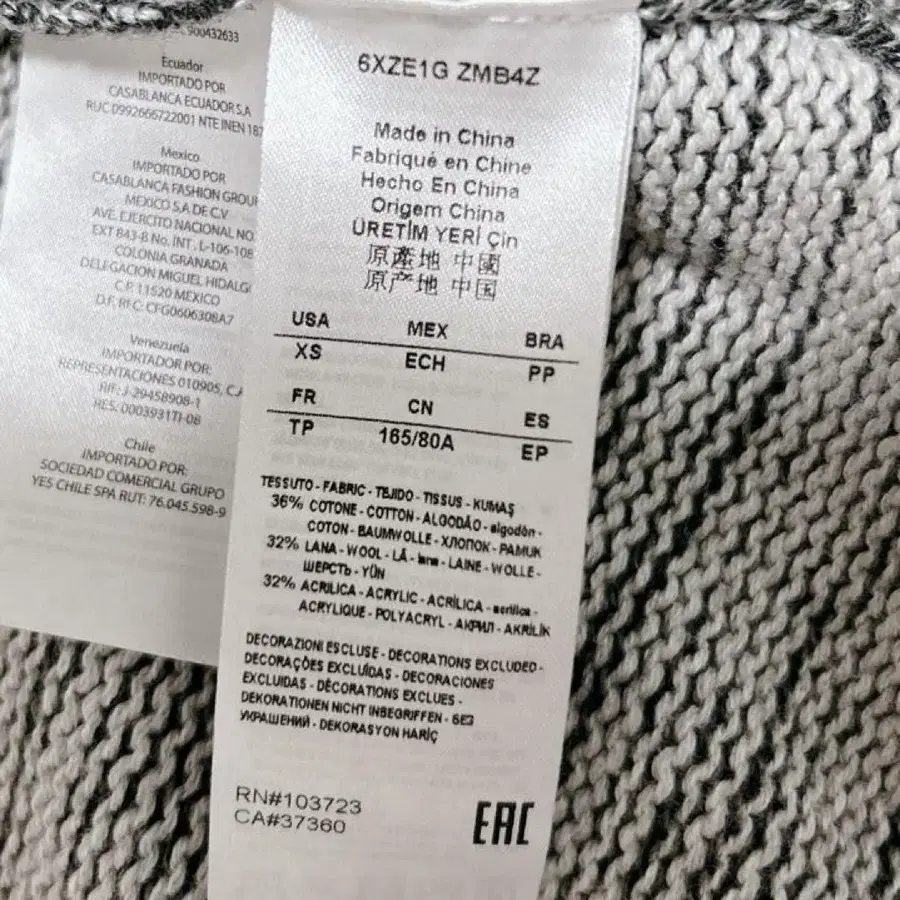 900432633
Ecuador
IMPORTADO POR
CASABLANCA ECUADOR S.A
RUC 0992666722001 NTE INEN 187
Mexico
IMPORTADO POR
CASABLANCA FASHION GROUP
MEXICO S.A DE C.V
AVE. EJERCITO NACIONAL NO
EXT 843-B No. INT. L-106-108
COLONIA GRANADA
DELEGACION MIGUEL HIDALG
C.P. 11520 MEXICO
D.F. R.F.C: CFG0606308A7
Venezuela
IMPORTADOR POR:
REPRESENTACIONES 010905, C.A
RIF: J-29458908-1
RES. 0003931TI-08
Chile
IMPORTADO POR:
SOCIEDAD COMERCIAL GRUPO
YES CHILE SPA RUT: 76.045.598-9
6XZE1G ZMB4Z
Made in China
Fabriqué en Chine
Hecho En China
Origem China
ÜRETİM YERİ Çin
原產地 中國
原产地 中国
USA MEX BRA
XS ECH PP
FR CN ES
TP 165/80A EP
TESSUTO - FABRIC - TEJIDO - TISSUS - KUMAŞ
36% COTONE - COTTON - ALGODÃO - algodón -
COTON - BAUMWOLLE - ХЛОПОК - PAMUK
32% LANA - WOOL - LÃ - lana - LAINE - WOLLE -
ШЕРСТЬ - YÜN
32% ACRILICA - ACRYLIC - ACRÍLICA - acrílico -
ACRYLIQUE - POLYACRYL - АКРИЛ - AKRİLİK
DECORAZIONI ESCLUSE - DECORATIONS EXCLUDED -
DECORAÇÕES EXCLUÍDAS - DECORACIONES
EXCLUIDAS - DÉCORATIONS EXCLUES -
DEKORATIONEN NICHT INBEGRIFFEN - БЕЗ
УКРАШЕНИЙ - DEKORASYON HARİÇ
RN#103723
CA#37360
EAC